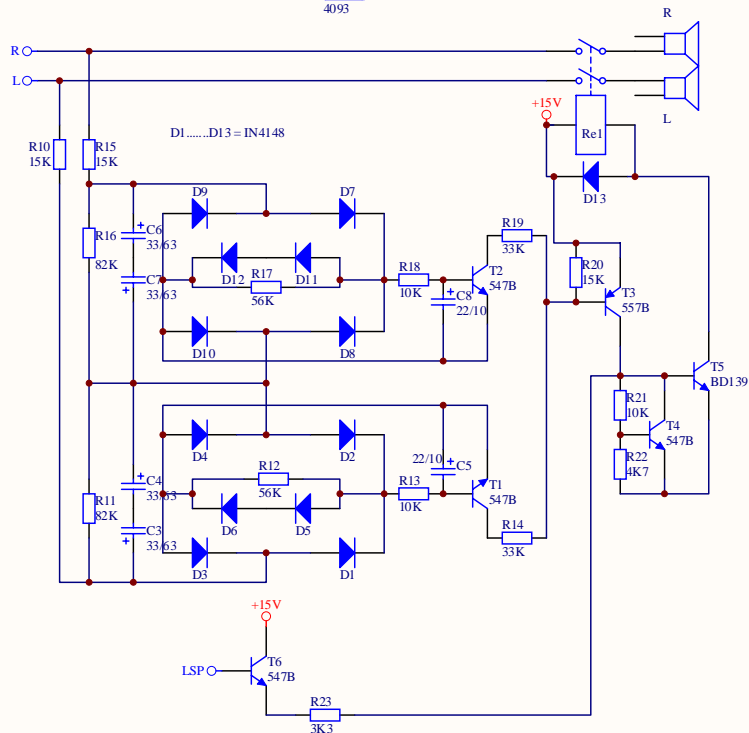 4093
R
R
L
+15V
L
D1.......D13 = IN4148
Re1
R10
15K
R15
15K
D13
D9
D7
R19
33K
R16
82K
C6
33/63
D12
D11
R17
56K
C7
33/63
R18
10K
C8
22/10
T2
547B
R20
15K
T3
557B
D10
D8
T5
BD139
R21
10K
T4
547B
R22
4K7
D4
D2
22/10
C5
R12
56K
R13
10K
T1
547B
C4
33/63
R11
82K
D6
D5
C3
33/63
R14
33K
D3
D1
+15V
LSP
T6
547B
R23
3K3